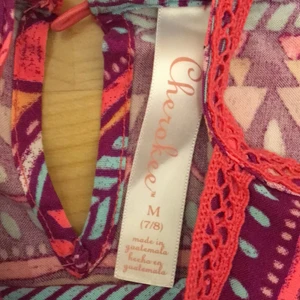 Cherokee
M
(7/8)
made in
guatemala
hecho en
guatemala